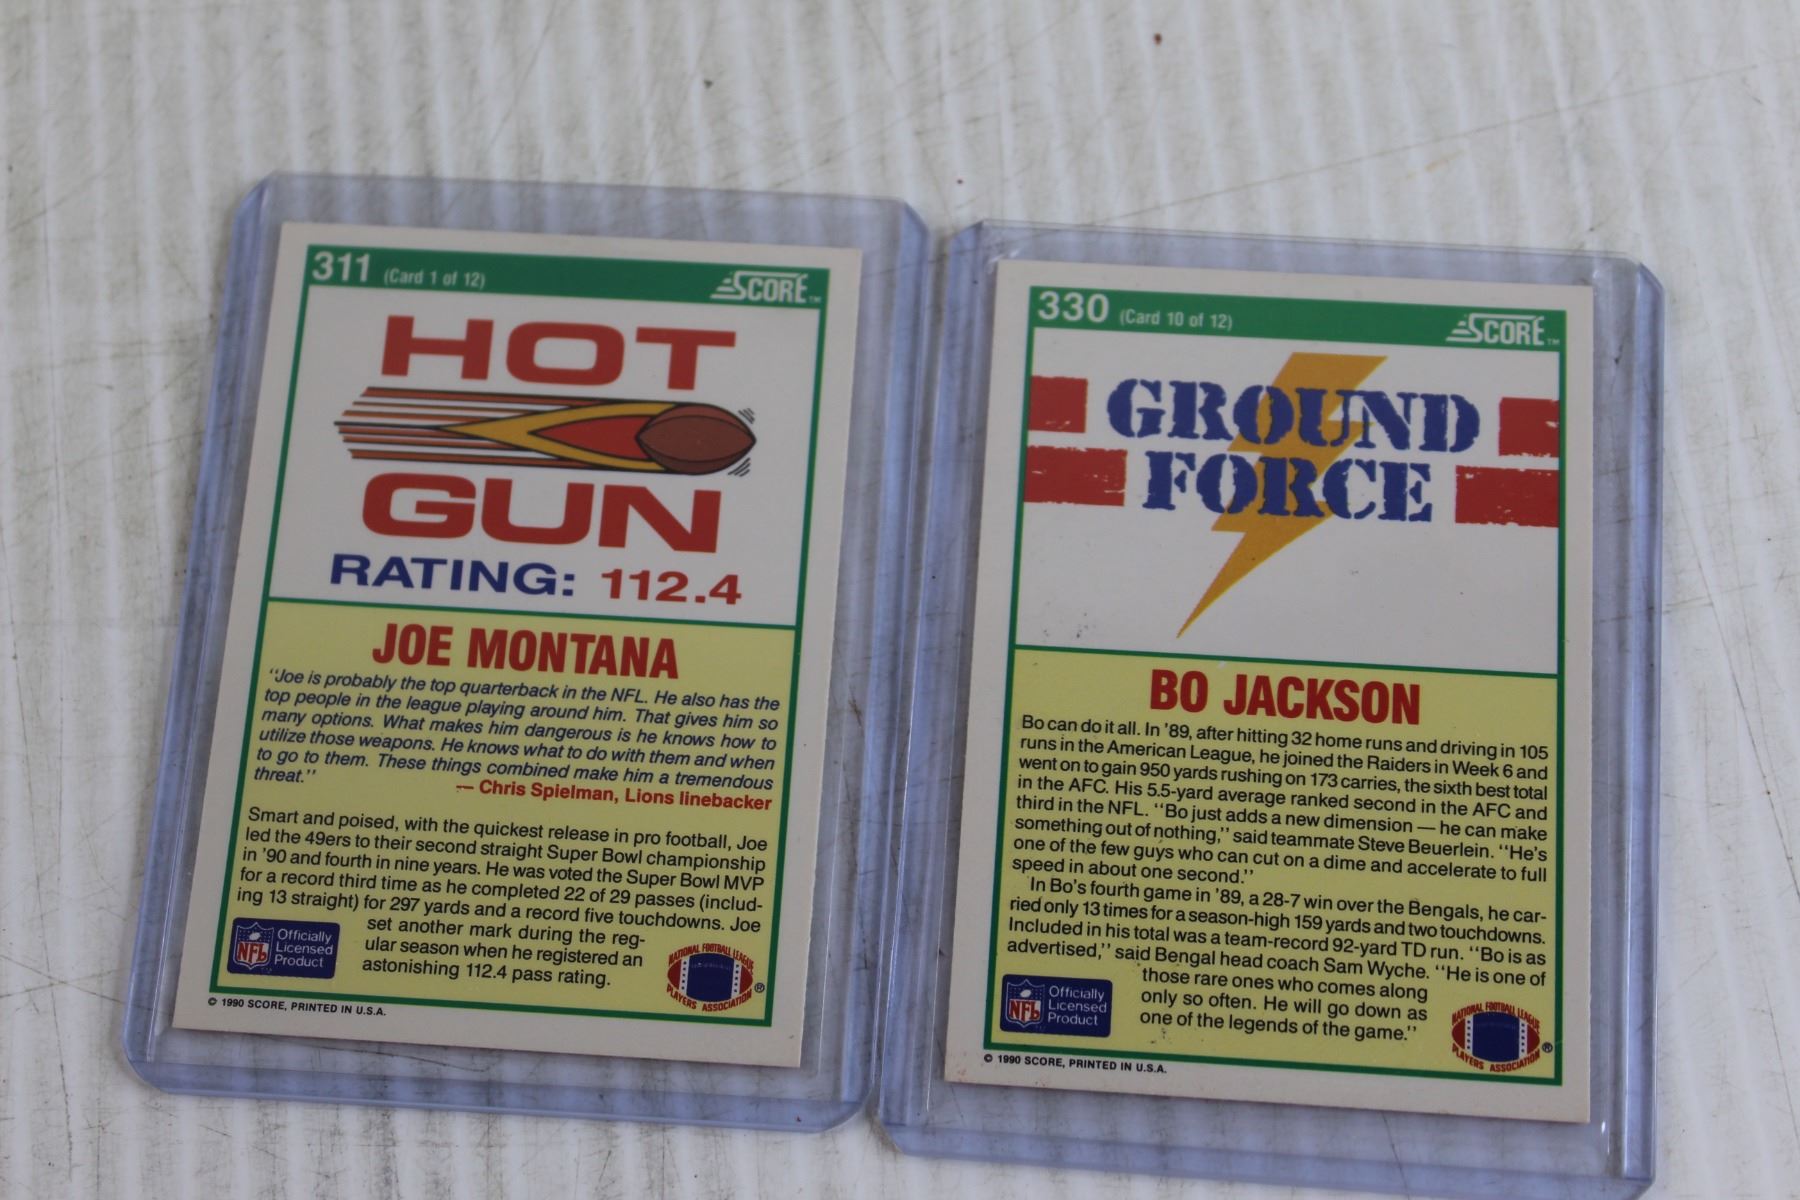 311 (Card 1 of 12) SCORE™
HOT
GUN
RATING: 112.4
JOE MONTANA
"Joe is probably the top quarterback in the NFL. He also has the
top people in the league playing around him. That gives him so
many options. What makes him dangerous is he knows how to
utilize those weapons. He knows what to do with them and when
to go to them. These things combined make him a tremendous
threat."
— Chris Spielman, Lions linebacker
Smart and poised, with the quickest release in pro football, Joe
led the 49ers to their second straight Super Bowl championship
in '90 and fourth in nine years. He was voted the Super Bowl MVP
for a record third time as he completed 22 of 29 passes (includ-
ing 13 straight) for 297 yards and a record five touchdowns. Joe
set another mark during the reg-
ular season when he registered an
astonishing 112.4 pass rating.
NFL
Officially
Licensed
Product
NATIONAL FOOTBALL LEAGUE
PLAYERS ASSOCIATION
®
© 1990 SCORE, PRINTED IN U.S.A.
330 (Card 10 of 12) SCORE™
GROUND
FORCE
BO JACKSON
Bo can do it all. In '89, after hitting 32 home runs and driving in 105
runs in the American League, he joined the Raiders in Week 6 and
went on to gain 950 yards rushing on 173 carries, the sixth best total
in the AFC. His 5.5-yard average ranked second in the AFC and
third in the NFL. "Bo just adds a new dimension — he can make
something out of nothing," said teammate Steve Beuerlein. "He's
one of the few guys who can cut on a dime and accelerate to full
speed in about one second."
In Bo's fourth game in '89, a 28-7 win over the Bengals, he car-
ried only 13 times for a season-high 159 yards and two touchdowns.
Included in his total was a team-record 92-yard TD run. "Bo is as
advertised," said Bengal head coach Sam Wyche. "He is one of
those rare ones who comes along
only so often. He will go down as
one of the legends of the game."
NFL
Officially
Licensed
Product
NATIONAL FOOTBALL LEAGUE
PLAYERS ASSOCIATION
®
© 1990 SCORE, PRINTED IN U.S.A.